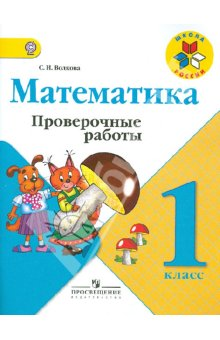 ШКОЛА
РОССИИ
С. И. Волкова
Математика
Проверочные
работы
1
класс
ПРОСВЕЩЕНИЕ
ИЗДАТЕЛЬСТВО